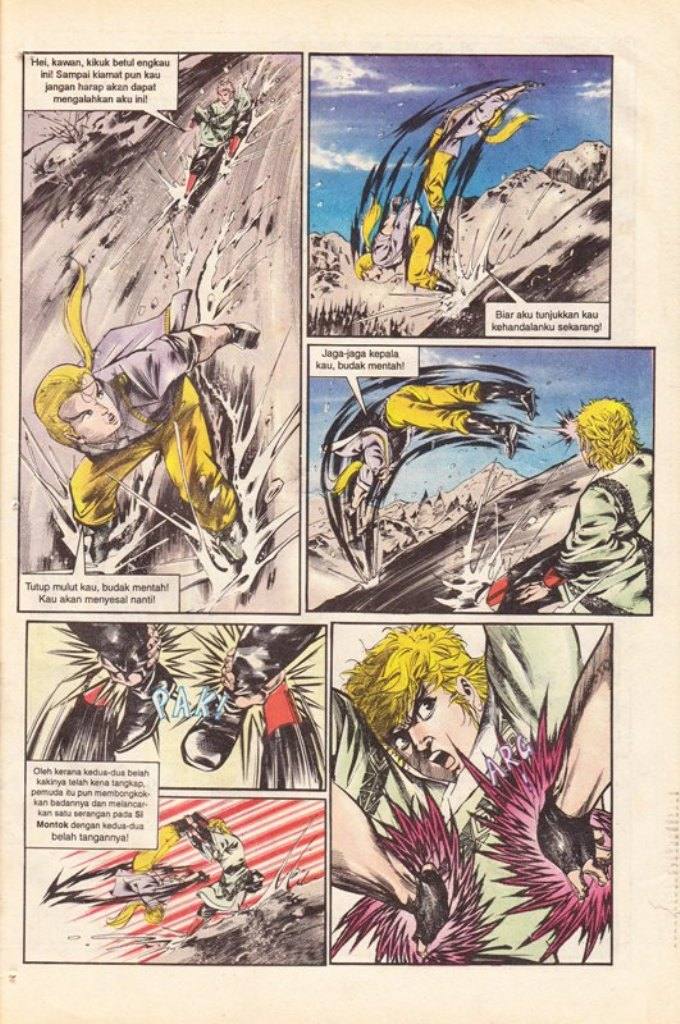 Hei, kawan, kikuk betul engkau
ini! Sampai kiamat pun kau
jangan harap akan dapat
mengalahkan aku ini!
Tutup mulut kau, budak mentah!
Kau akan menyesal nanti!
Biar aku tunjukkan kau
kehandalanku sekarang!
Jaga-jaga kepala
kau, budak mentah!
PAK!
Oleh kerana kedua-dua belah
kakinya telah kena tangkap,
pemuda itu pun membongkok-
kan badannya dan melancar-
kan satu serangan pada Si
Montok dengan kedua-dua
belah tangannya!
ARG